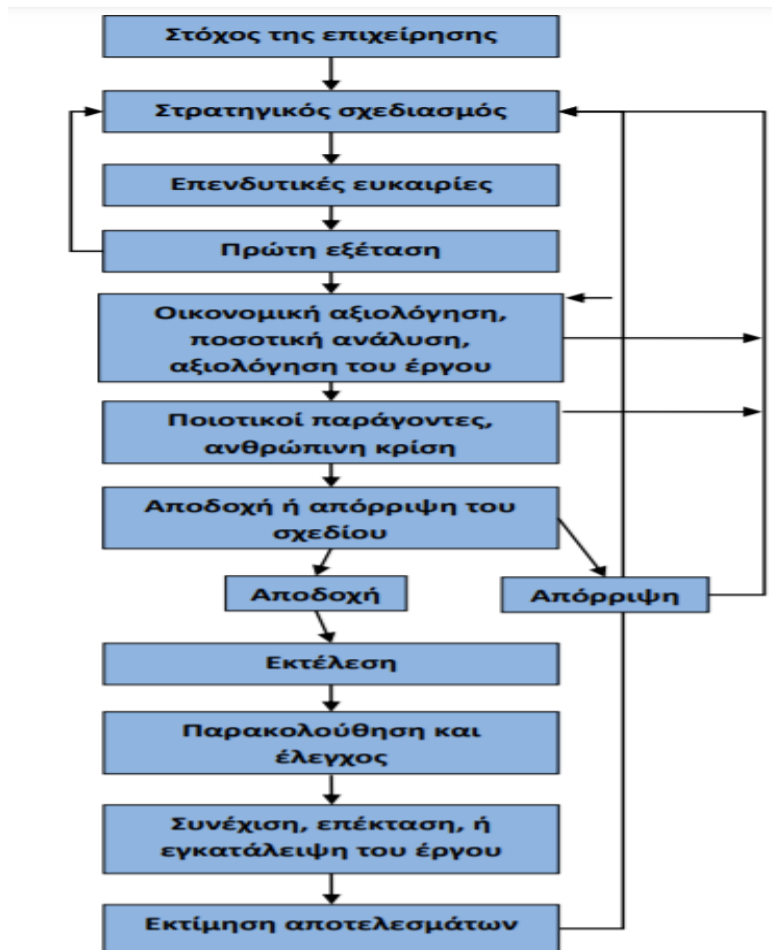 Στόχος της επιχείρησης
Στρατηγικός σχεδιασμός
Επενδυτικές ευκαιρίες
Πρώτη εξέταση
Οικονομική αξιολόγηση,
ποσοτική ανάλυση,
αξιολόγηση του έργου
Ποιοτικοί παράγοντες,
ανθρώπινη κρίση
Αποδοχή ή απόρριψη του
σχεδίου
Αποδοχή
Απόρριψη
Εκτέλεση
Παρακολούθηση και
έλεγχος
Συνέχιση, επέκταση, ή
εγκατάλειψη του έργου
Εκτίμηση αποτελεσμάτων